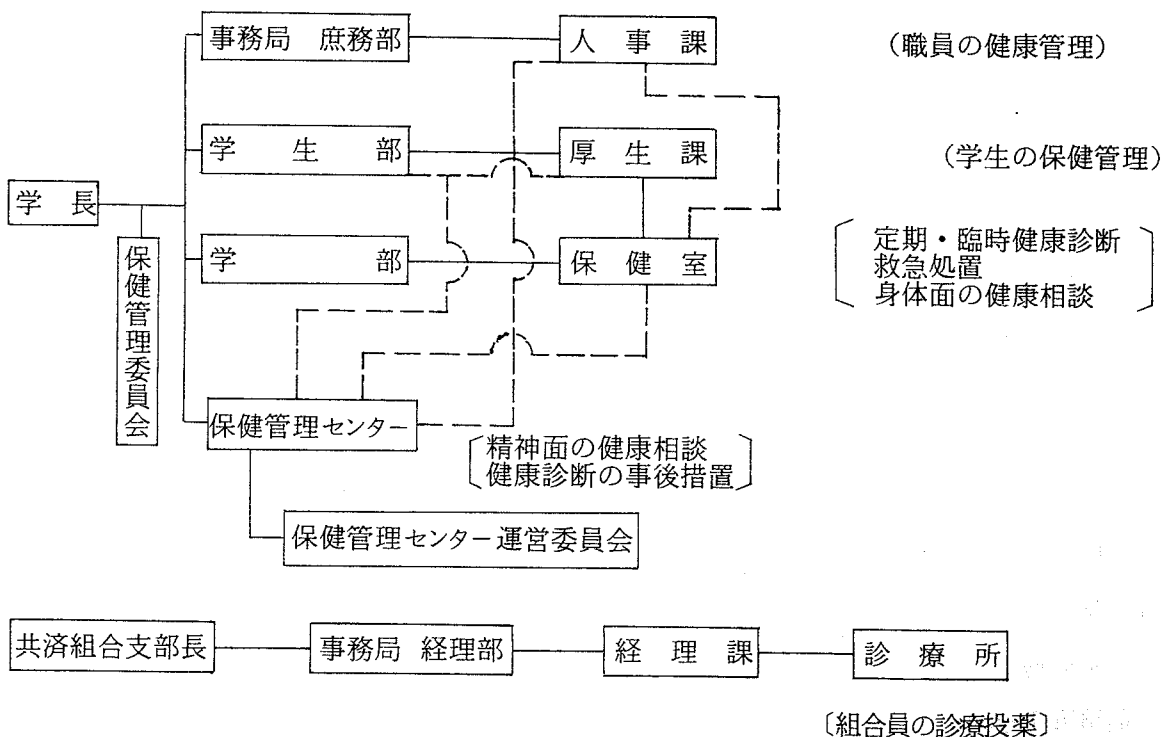 事務局 庶務部
人事課
(職員の健康管理)
学生部
厚生課
(学生の保健管理)
学長
保健管理委員会
学部
保健室
定期・臨時健康診断
救急処置
身体面の健康相談
保健管理センター
精神面の健康相談
健康診断の事後措置
保健管理センター運営委員会
共済組合支部長
事務局 経理部
経理課
診療所
〔組合員の診療投薬〕